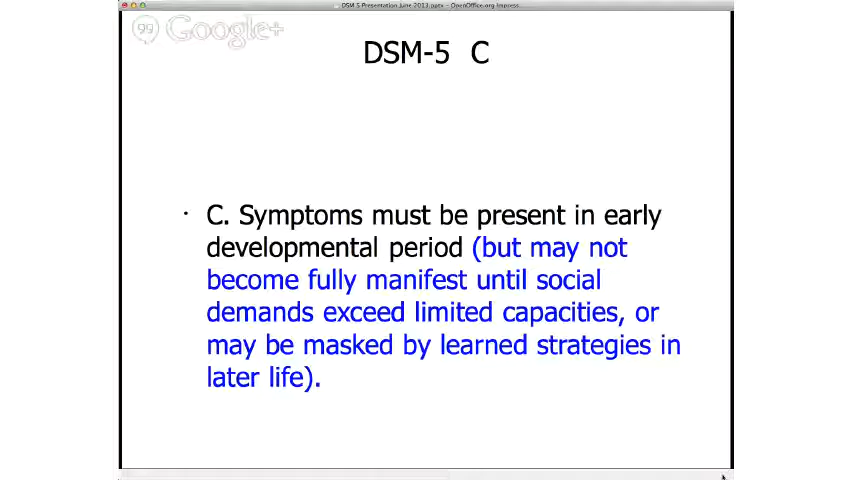 DSM 5 Presentation June 2013.pptx - OpenOffice.org Impress
Google+
DSM-5 C
• C. Symptoms must be present in early
developmental period (but may not
become fully manifest until social
demands exceed limited capacities, or
may be masked by learned strategies in
later life).